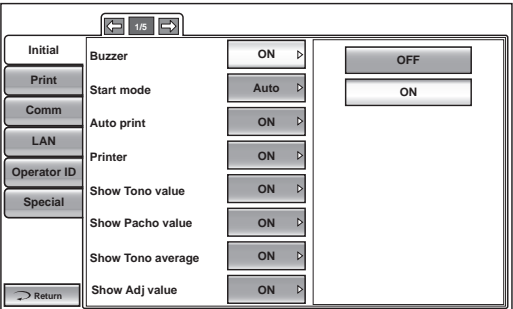 1/5
Initial
Print
Comm
LAN
Operator ID
Special
Return
Buzzer ON
Start mode Auto
Auto print ON
Printer ON
Show Tono value ON
Show Pacho value ON
Show Tono average ON
Show Adj value ON
OFF
ON